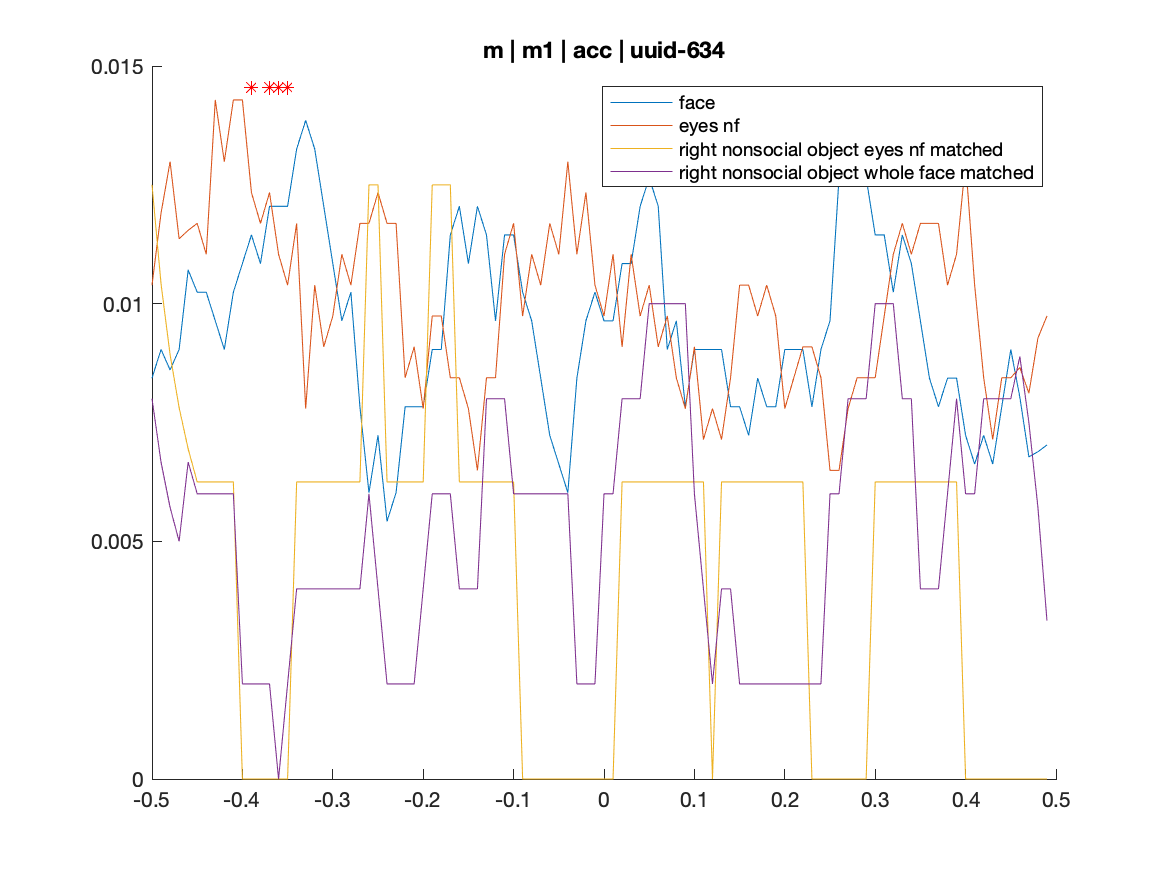 m | m1 | acc | uuid-634
0.015
0.01
0.005
0
face
eyes nf
right nonsocial object eyes nf matched
right nonsocial object whole face matched
-0.5 -0.4 -0.3 -0.2 -0.1 0 0.1 0.2 0.3 0.4 0.5